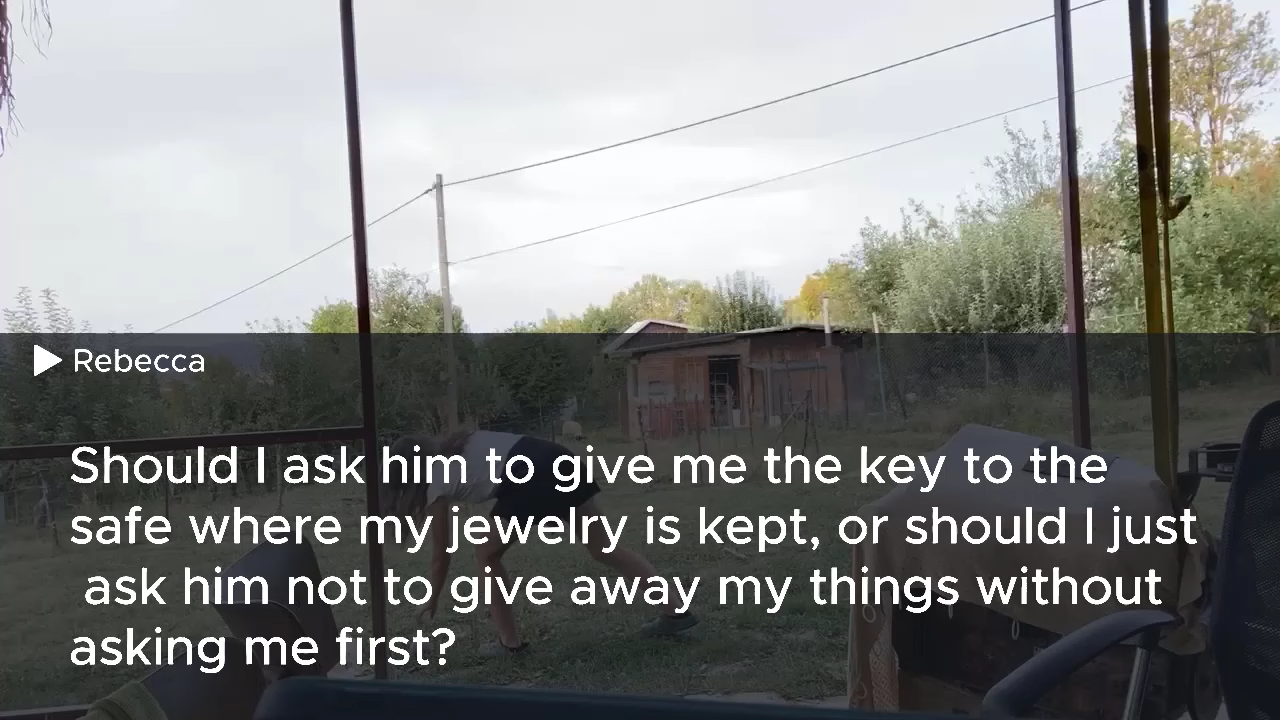 Rebecca
Should I ask him to give me the key to the
safe where my jewelry is kept, or should I just
ask him not to give away my things without
asking me first?